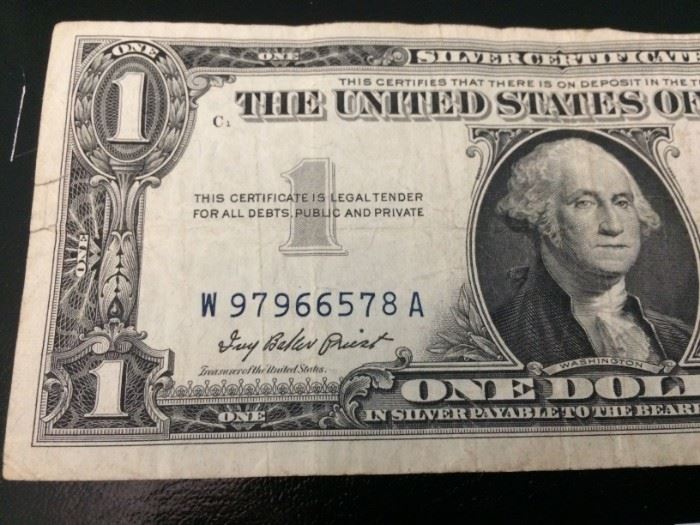 ONE ONE SILVER CERTIFICATE
THIS CERTIFIES THAT THERE IS ON DEPOSIT IN THE
1 THE UNITED STATES OF
C1
1
THIS CERTIFICATE IS LEGAL TENDER
FOR ALL DEBTS, PUBLIC AND PRIVATE
ONE
W 97966578 A
Ivy Baker Priest
Treasurer of the United States.
WASHINGTON
1 ONE DOL
ONE IN SILVER PAYABLE TO THE BEAR